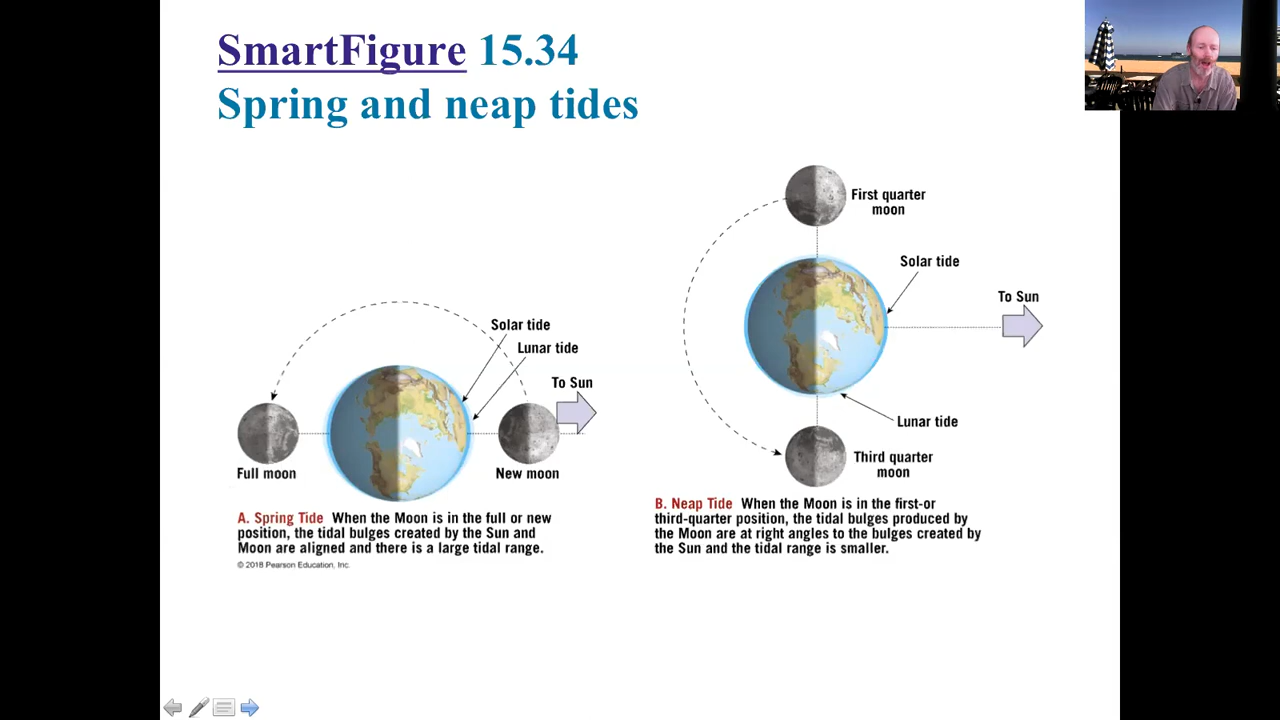 SmartFigure 15.34
Spring and neap tides
Solar tide
Lunar tide
To Sun
Full moon
New moon
A. Spring Tide When the Moon is in the full or new
position, the tidal bulges created by the Sun and
Moon are aligned and there is a large tidal range.
© 2018 Pearson Education, Inc.
First quarter
moon
Solar tide
To Sun
Lunar tide
Third quarter
moon
B. Neap Tide When the Moon is in the first-or
third-quarter position, the tidal bulges produced by
the Moon are at right angles to the bulges created by
the Sun and the tidal range is smaller.